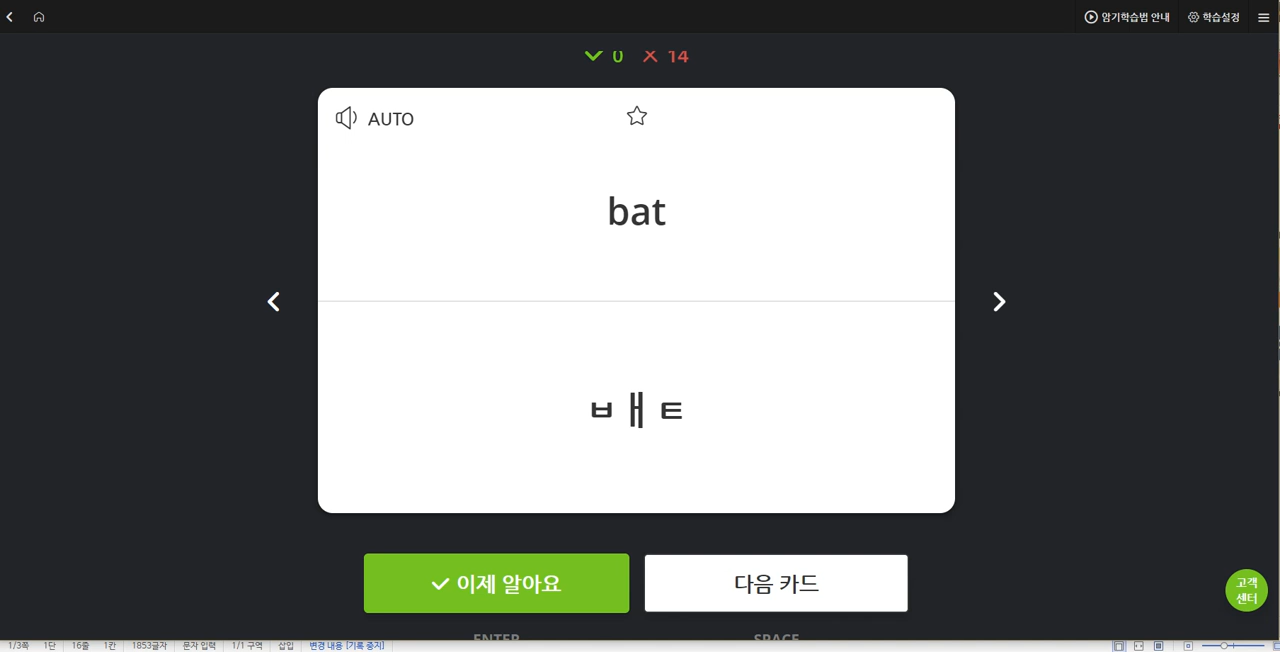 암기학습법 안내 학습설정
0 14
AUTO
bat
ㅂㅐㅌ
이제 알아요 다음 카드
고객
센터
ENTER SPACE
1/3쪽 1단 16줄 1칸 1853글자 문자 입력 1/1 구역 삽입 변경 내용 [기록 중지]